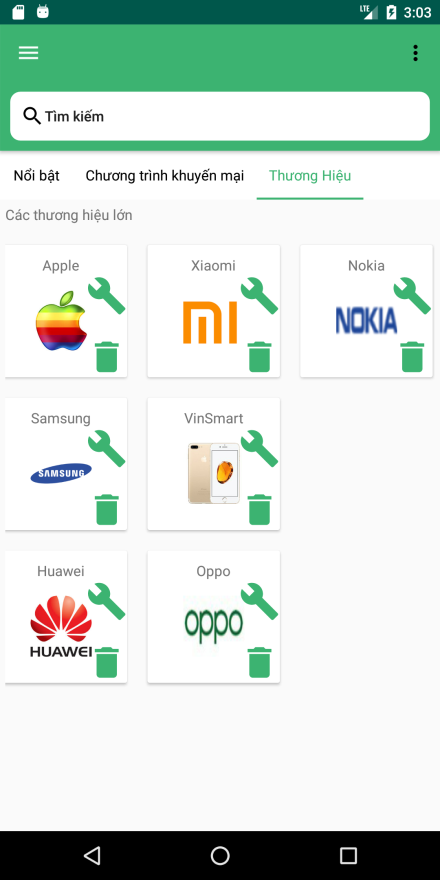 LTE 3:03
Tìm kiếm
Nổi bật Chương trình khuyến mại Thương Hiệu
Các thương hiệu lớn
Apple Xiaomi Nokia
MI NOKIA
Samsung VinSmart
SAMSUNG
Huawei Oppo
oppo
HUAWEI